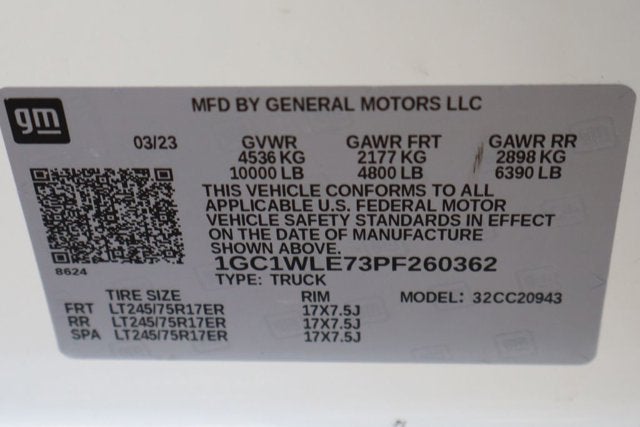 gm
MFD BY GENERAL MOTORS LLC
03/23 GVWR GAWR FRT GAWR RR
4536 KG 2177 KG 2898 KG
10000 LB 4800 LB 6390 LB
THIS VEHICLE CONFORMS TO ALL
APPLICABLE U.S. FEDERAL MOTOR
VEHICLE SAFETY STANDARDS IN EFFECT
ON THE DATE OF MANUFACTURE
SHOWN ABOVE.
8624
1GC1WLE73PF260362
TYPE: TRUCK
TIRE SIZE RIM MODEL: 32CC20943
FRT LT245/75R17ER 17X7.5J
RR LT245/75R17ER 17X7.5J
SPA LT245/75R17ER 17X7.5J